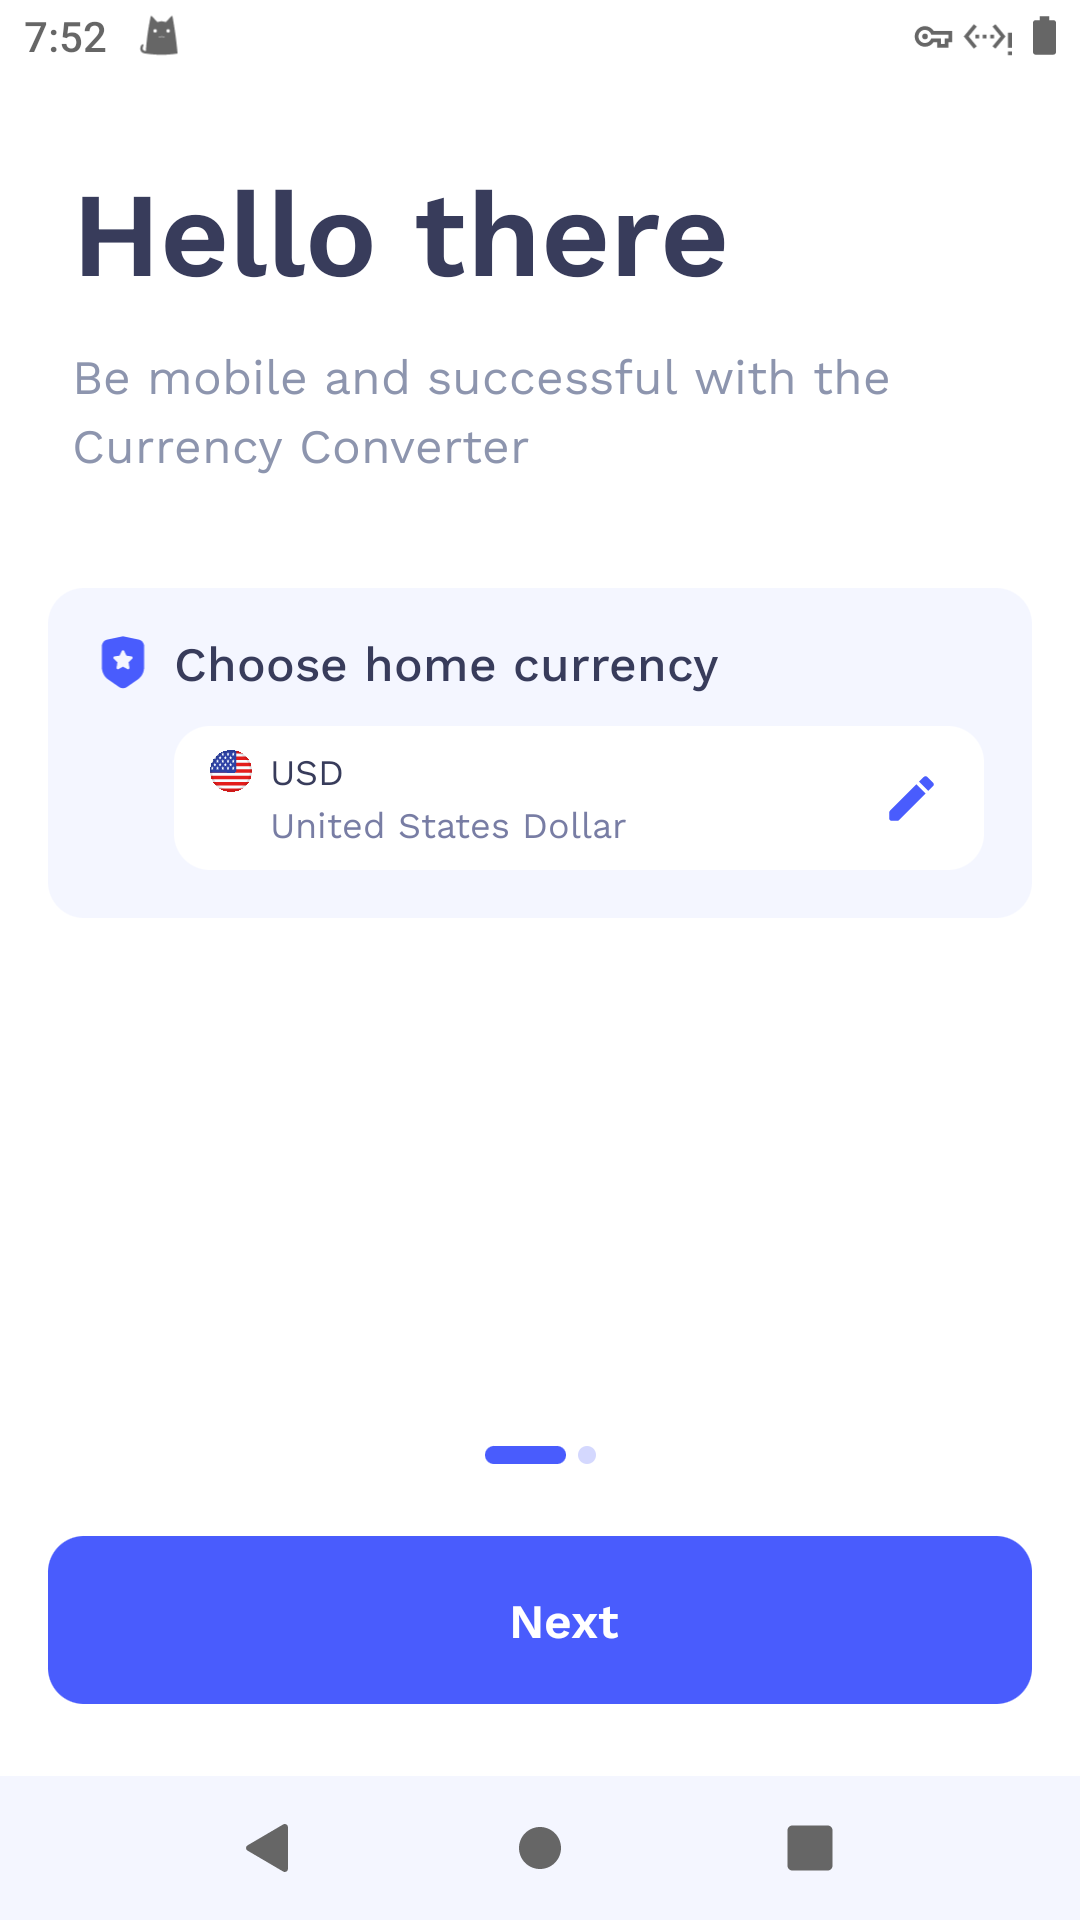 7:52
Hello there
Be mobile and successful with the
Currency Converter
Choose home currency
USD
United States Dollar
Next